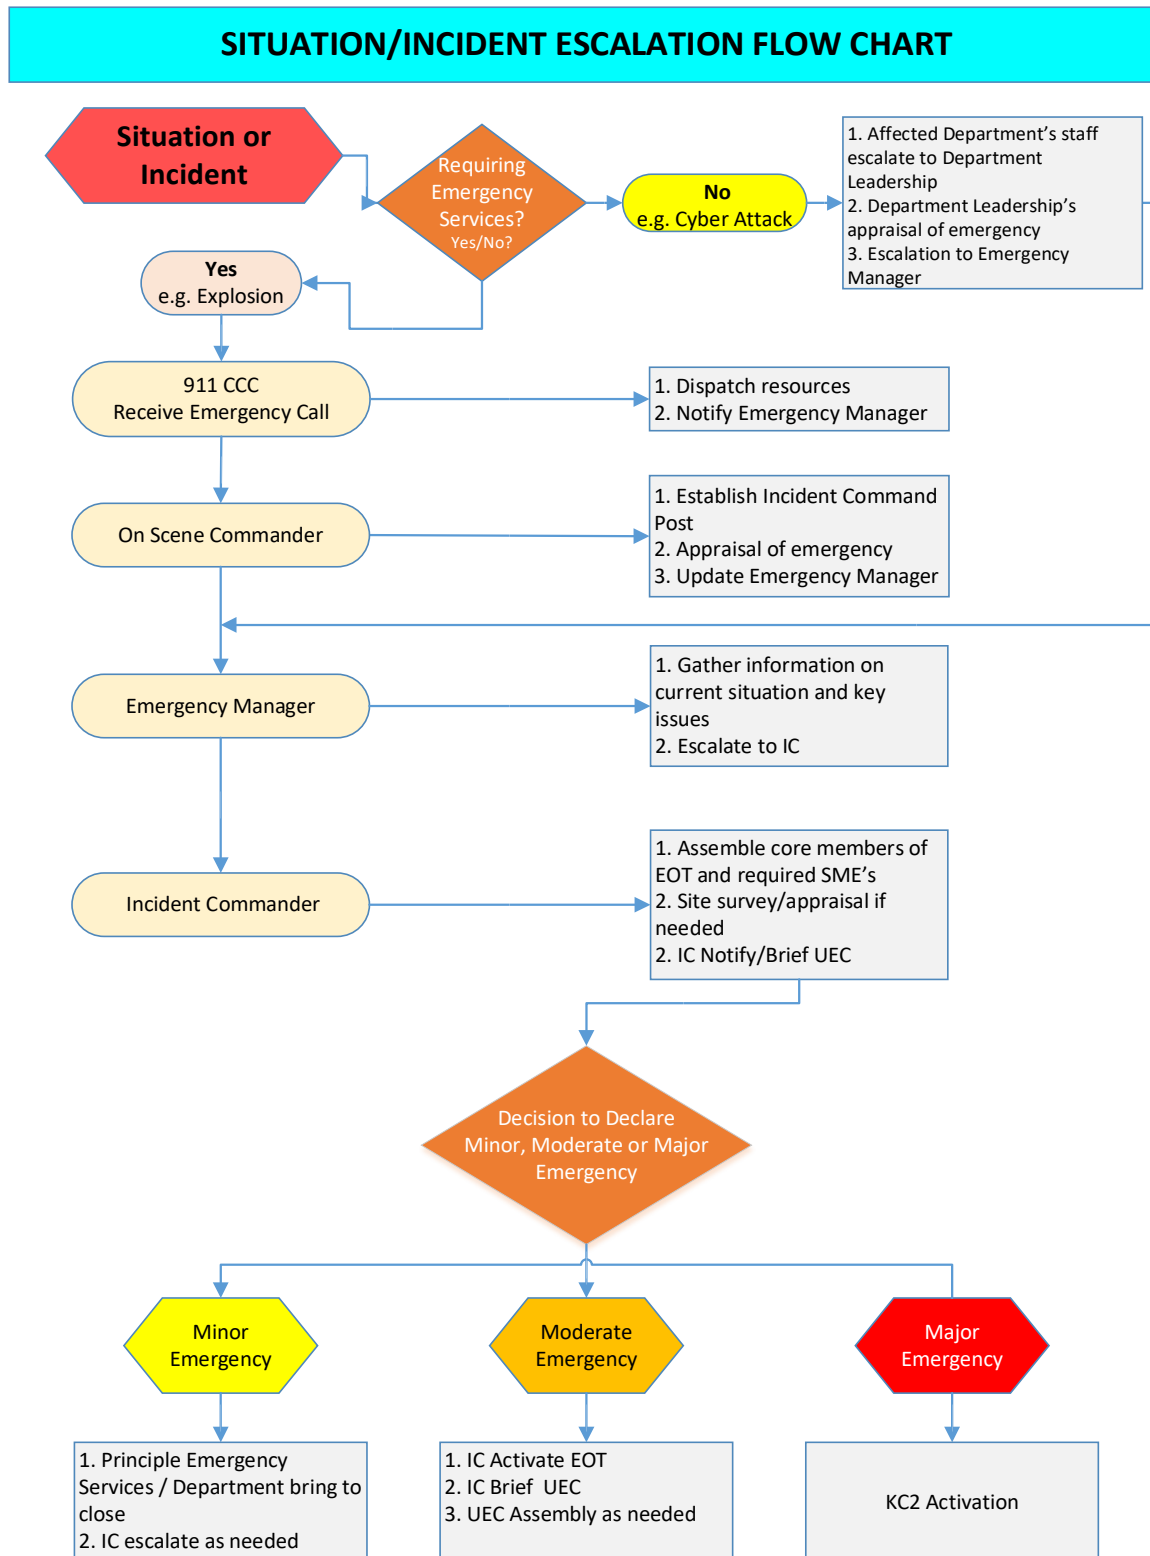 SITUATION/INCIDENT ESCALATION FLOW CHART
Situation or
Incident
Requiring
Emergency
Services?
Yes/No?
No
e.g. Cyber Attack
1. Affected Department's staff
escalate to Department
Leadership
2. Department Leadership's
appraisal of emergency
3. Escalation to Emergency
Manager
Yes
e.g. Explosion
911 CCC
Receive Emergency Call
1. Dispatch resources
2. Notify Emergency Manager
On Scene Commander
1. Establish Incident Command
Post
2. Appraisal of emergency
3. Update Emergency Manager
Emergency Manager
1. Gather information on
current situation and key
issues
2. Escalate to IC
Incident Commander
1. Assemble core members of
EOT and required SME's
2. Site survey/appraisal if
needed
2. IC Notify/Brief UEC
Decision to Declare
Minor, Moderate or Major
Emergency
Minor
Emergency
Moderate
Emergency
Major
Emergency
1. Principle Emergency
Services / Department bring to
close
2. IC escalate as needed
1. IC Activate EOT
2. IC Brief UEC
3. UEC Assembly as needed
KC2 Activation